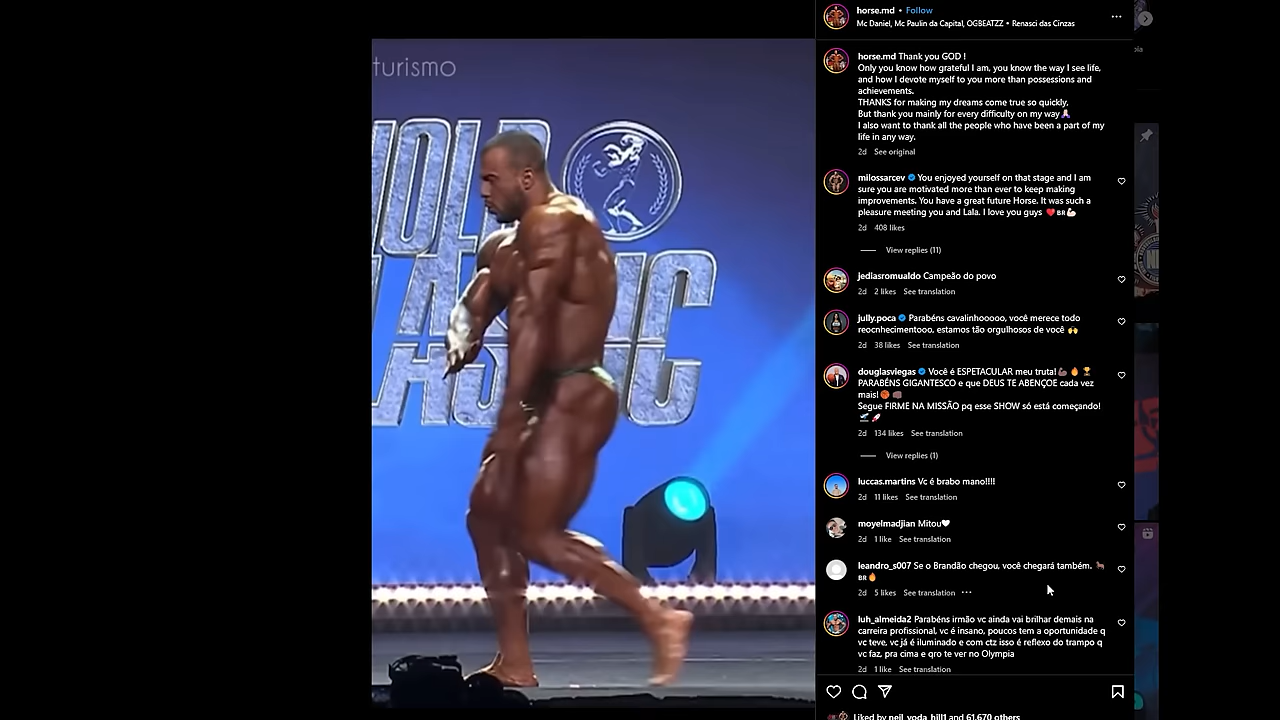 horse.md • Follow
Mc Daniel, Mc Paulin da Capital, OGBEATZZ • Renasci das Cinzas
turismo
NOLD
CLASSIC
horse.md Thank you GOD !
Only you know how grateful I am, you know the way I see life,
and how I devote myself to you more than possessions and
achievements.
THANKS for making my dreams come true so quickly,
But thank you mainly for every difficulty on my way
I also want to thank all the people who have been a part of my
life in any way.
2d See original
milossarcev You enjoyed yourself on that stage and I am
sure you are motivated more than ever to keep making
improvements. You have a great future Horse. It was such a
pleasure meeting you and Lala. I love you guys ❤️🇧🇷💪🏻
2d 408 likes
View replies (11)
jediasromualdo Campeão do povo
2d 2 likes See translation
jully.poca Parabéns cavalinhooooo, você merece todo
reocnhecimentooo, estamos tão orgulhosos de você 🙌
2d 38 likes See translation
douglasviegas Você é ESPETACULAR meu truta!💪🏿🔥🏆
PARABÉNS GIGANTESCO e que DEUS TE ABENÇOE cada vez
mais!
Segue FIRME NA MISSÃO pq esse SHOW só está começando!
2d 134 likes See translation
View replies (1)
luccas.martins Vc é brabo mano!!!!
2d 11 likes See translation
moyelmadjian Mitou🤍
2d 1 like See translation
leandro_s007 Se o Brandão chegou, você chegará também. 🐂
🇧🇷🔥
2d 5 likes See translation •••
luh_almeida2 Parabéns irmão vc ainda vai brilhar demais na
carreira profissional, vc é insano, poucos tem a oportunidade q
vc teve, vc já é iluminado e com ctz isso é reflexo do trampo q
vc faz, pra cima e qro te ver no Olympia
2d 1 like See translation
Liked by neil_yoda_hill1 and 61,670 others